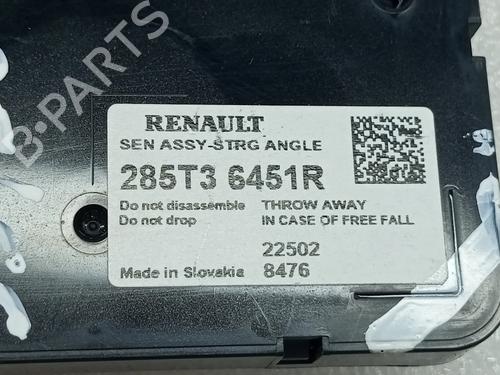 RENAULT
SEN ASSY-STRG ANGLE
285T3 6451R
Do not disassemble THROW AWAY
Do not drop IN CASE OF FREE FALL
22502
Made in Slovakia 8476
B-PARTS